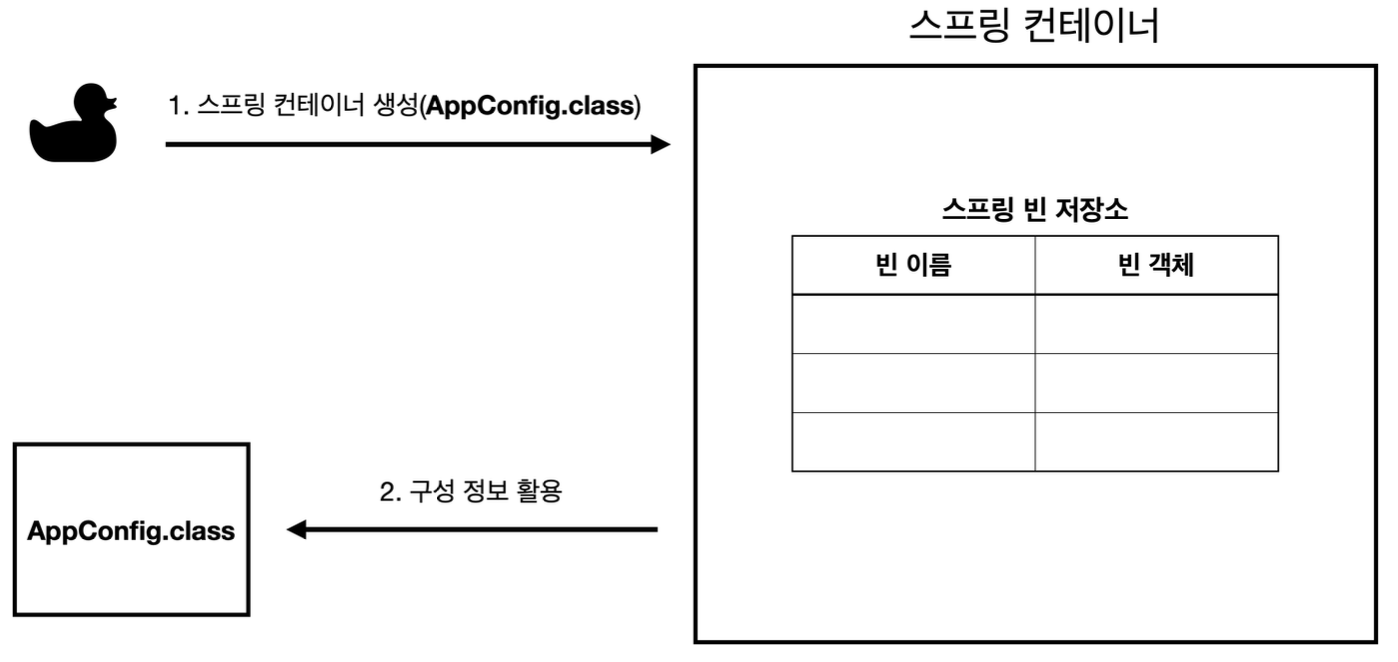 스프링 컨테이너
1. 스프링 컨테이너 생성(AppConfig.class)
스프링 빈 저장소
빈 이름 빈 객체
2. 구성 정보 활용
AppConfig.class